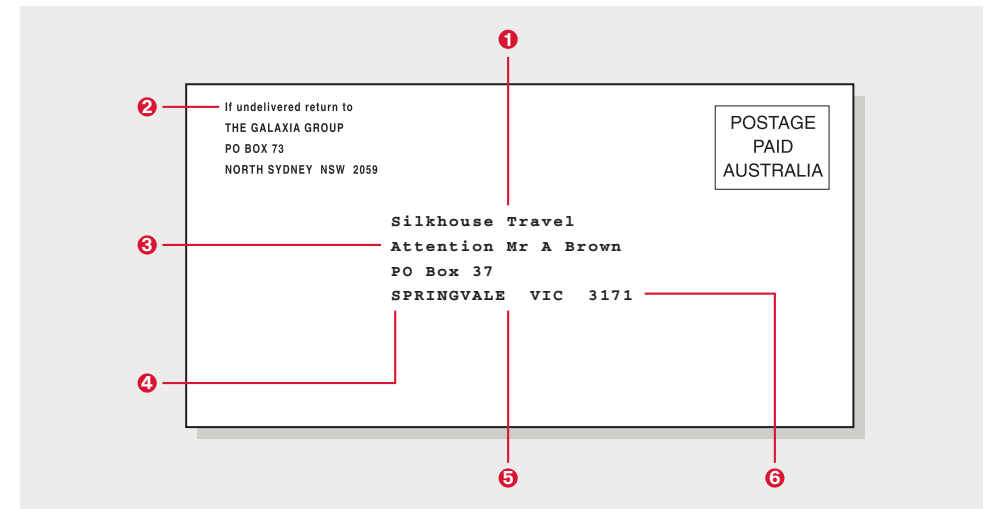 1
2 If undelivered return to
THE GALAXIA GROUP
PO BOX 73
NORTH SYDNEY NSW 2059
POSTAGE
PAID
AUSTRALIA
Silkhouse Travel
3 Attention Mr A Brown
PO Box 37
SPRINGVALE VIC 3171
4
5
6